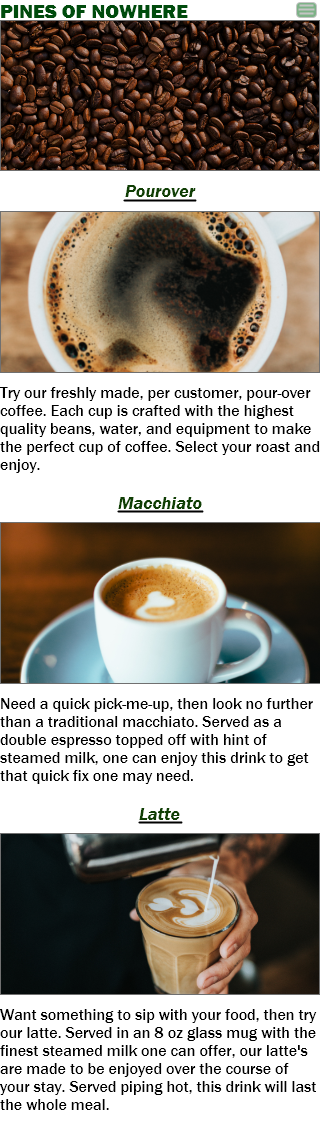 PINES OF NOWHERE
Pourover
Try our freshly made, per customer, pour-over
coffee. Each cup is crafted with the highest
quality beans, water, and equipment to make
the perfect cup of coffee. Select your roast and
enjoy.
Macchiato
Need a quick pick-me-up, then look no further
than a traditional macchiato. Served as a
double espresso topped off with hint of
steamed milk, one can enjoy this drink to get
that quick fix one may need.
Latte
Want something to sip with your food, then try
our latte. Served in an 8 oz glass mug with the
finest steamed milk one can offer, our latte's
are made to be enjoyed over the course of
your stay. Served piping hot, this drink will last
the whole meal.